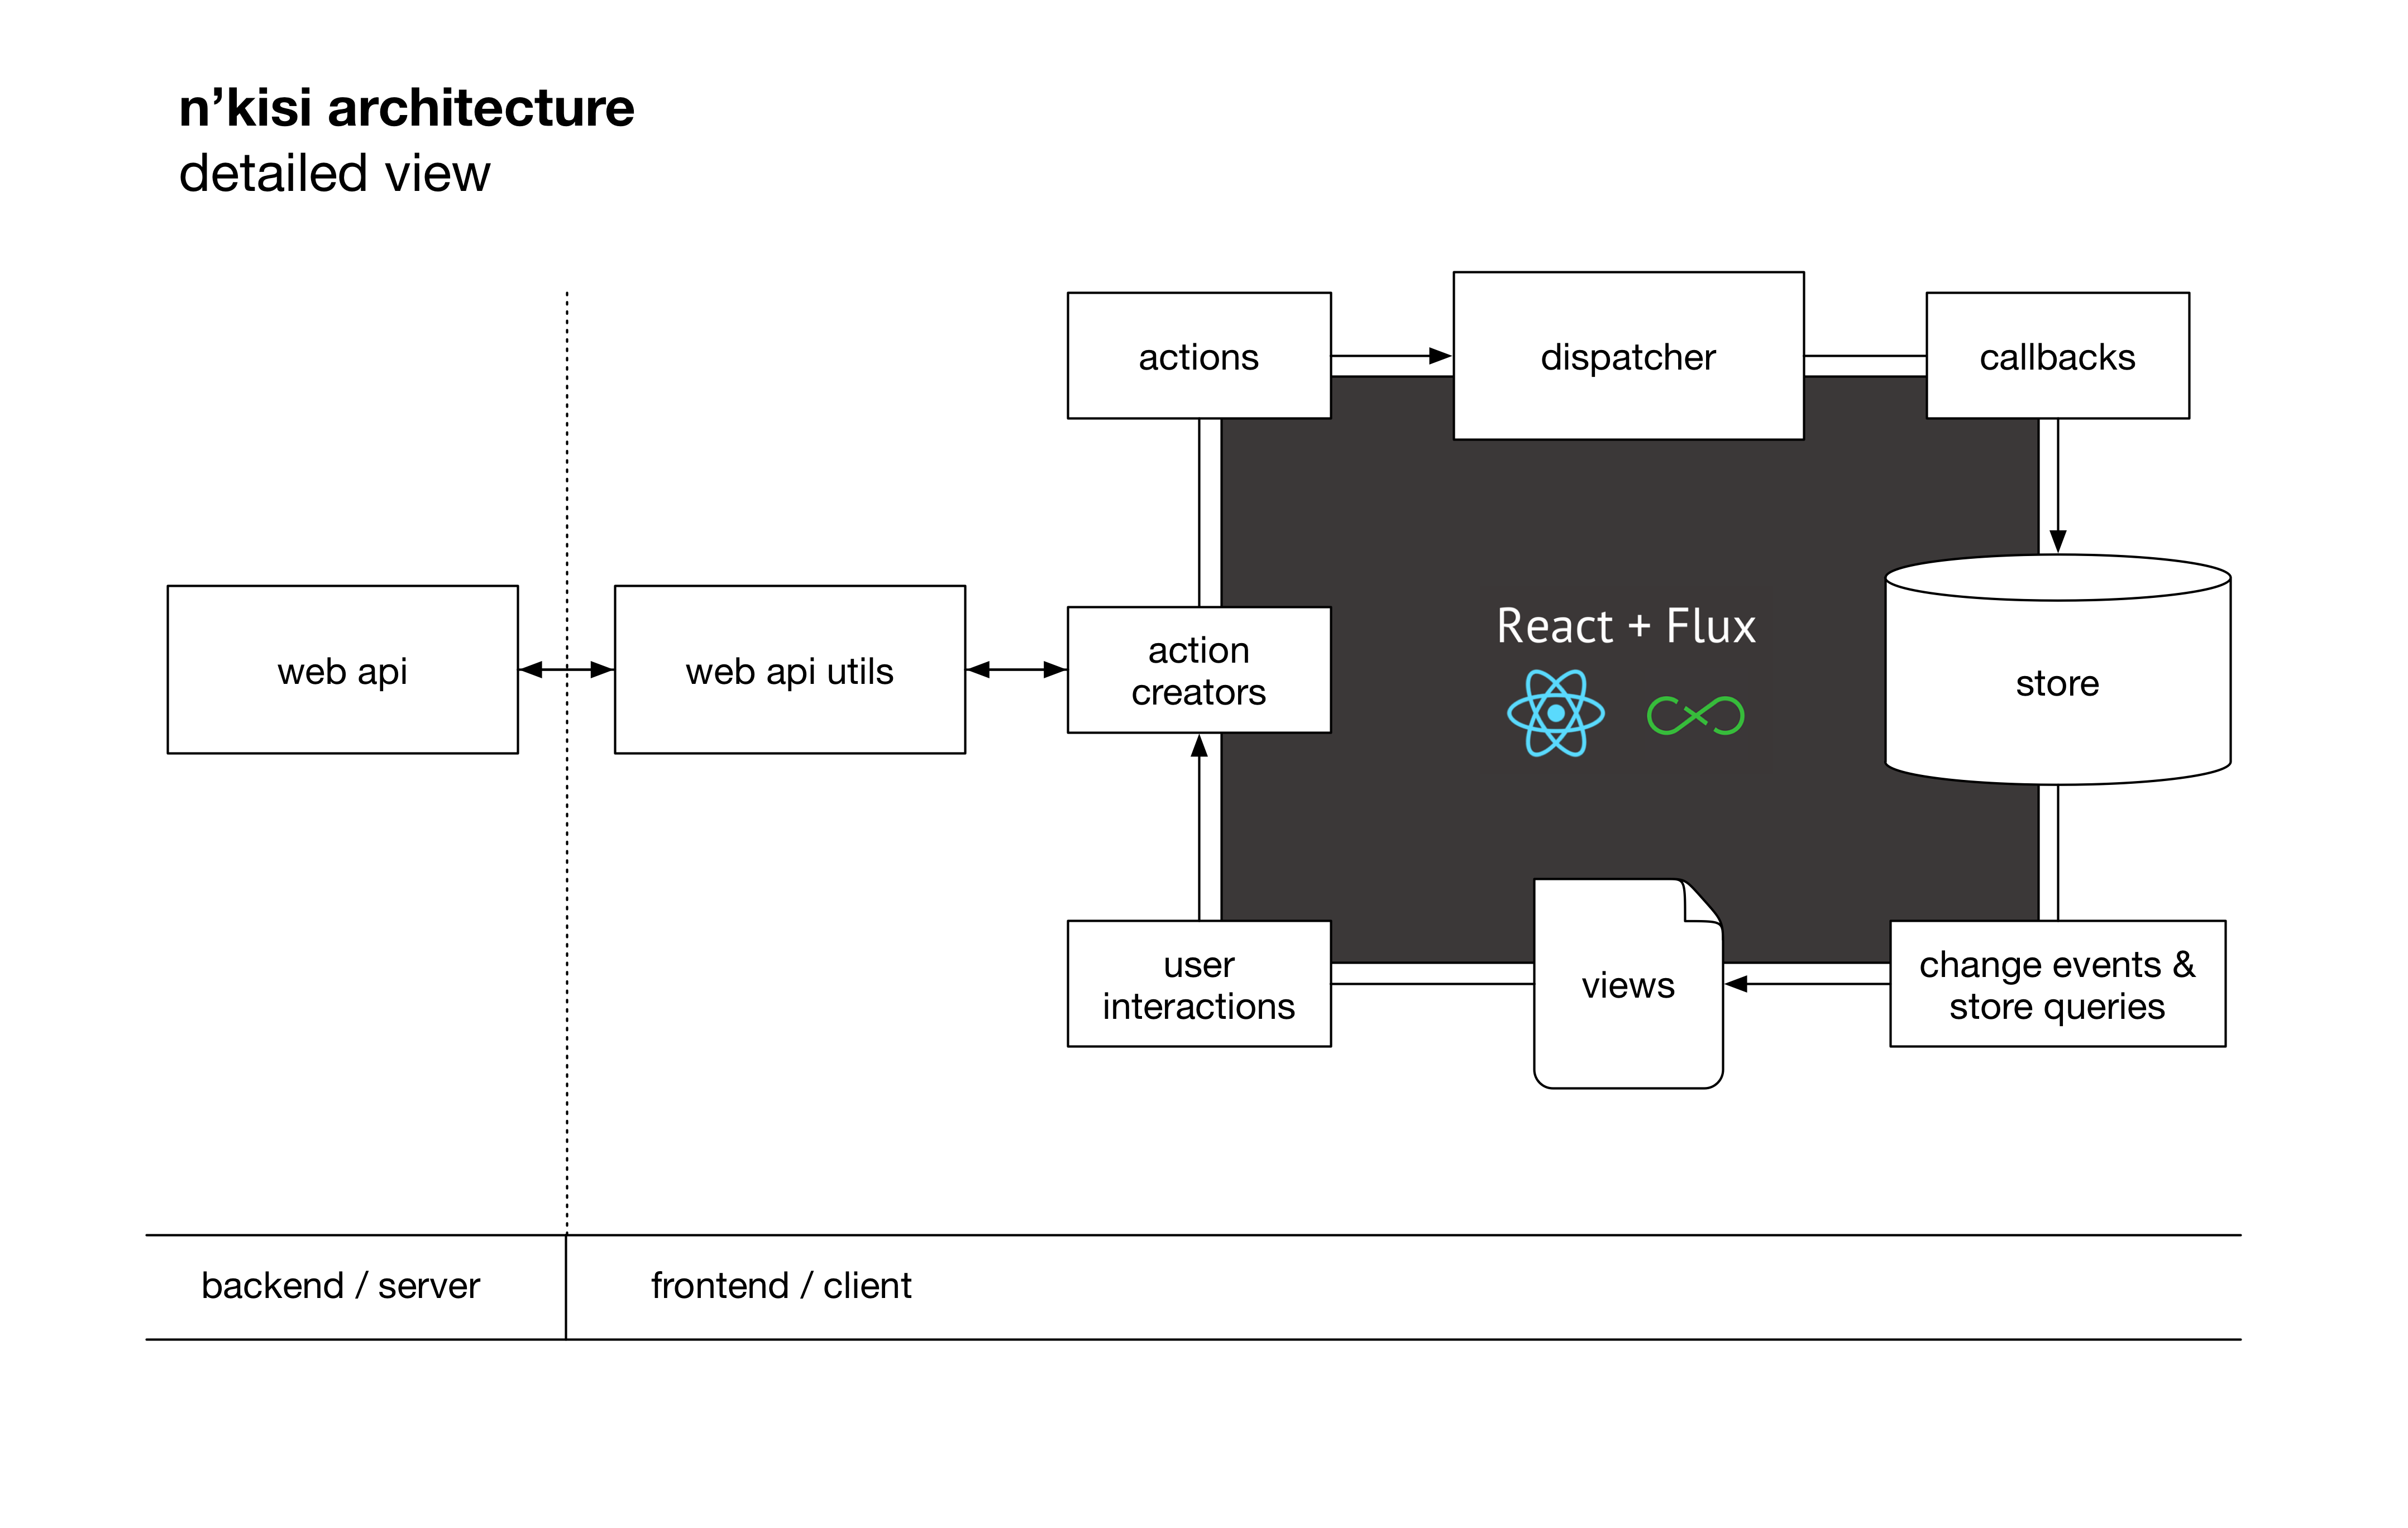 n’kisi architecture
detailed view
actions
dispatcher
callbacks
web api
web api utils
action
creators
React + Flux
store
user
interactions
views
change events &
store queries
backend / server
frontend / client